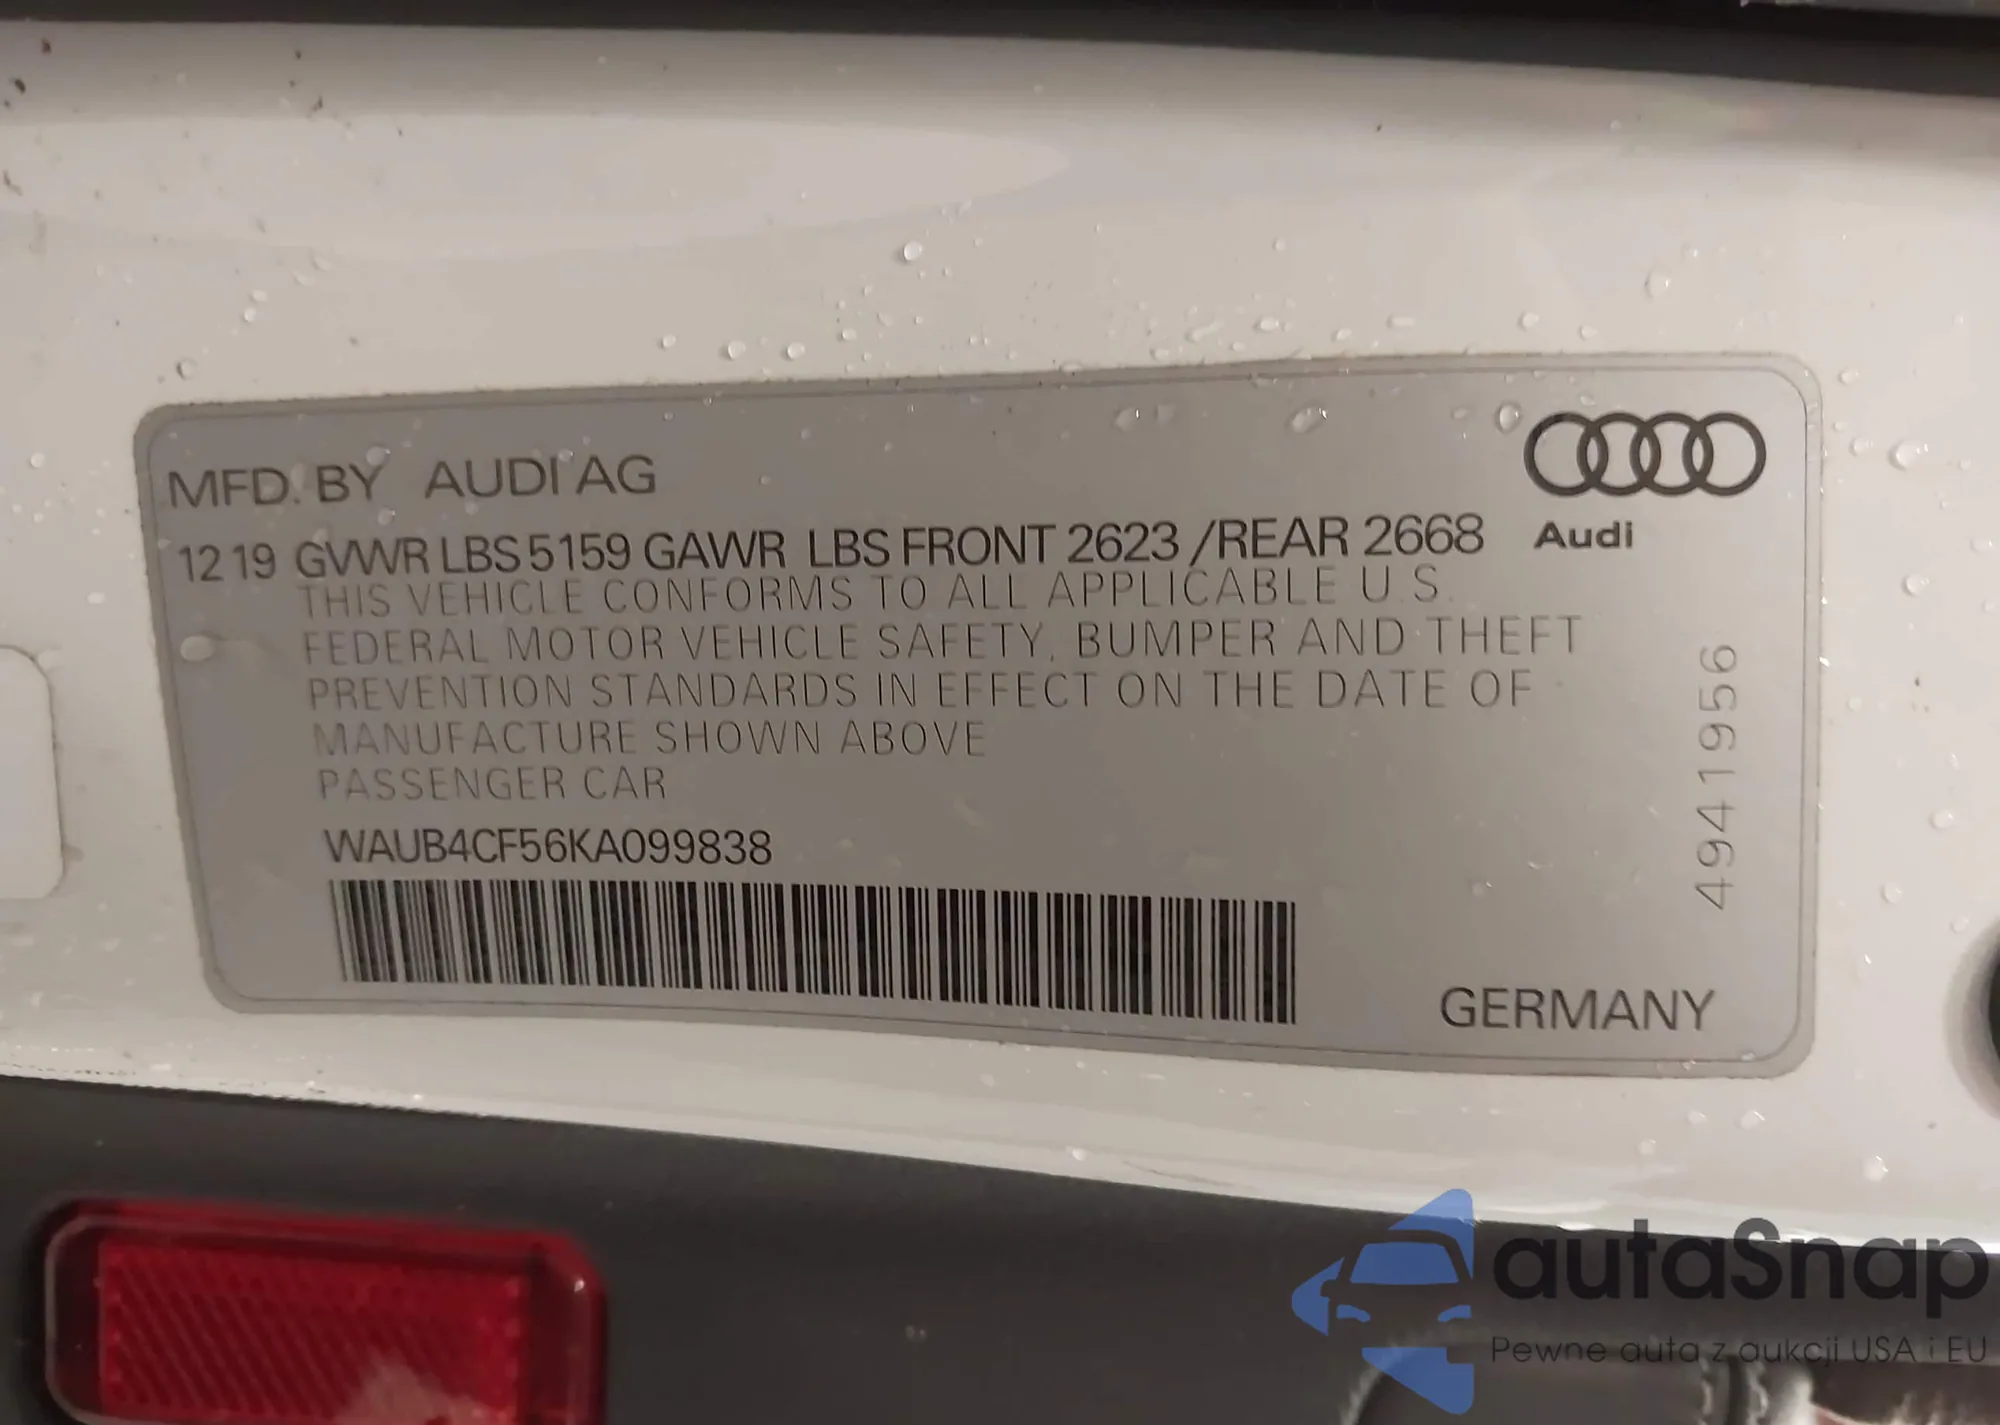 MFD. BY AUDI AG
12 19 GVWR LBS 5159 GAWR LBS FRONT 2623 /REAR 2668
Audi
THIS VEHICLE CONFORMS TO ALL APPLICABLE U.S.
FEDERAL MOTOR VEHICLE SAFETY, BUMPER AND THEFT
PREVENTION STANDARDS IN EFFECT ON THE DATE OF
MANUFACTURE SHOWN ABOVE
PASSENGER CAR
WAUB4CF56KA099838
4941956
GERMANY
autaSnap
Pewne auta z aukcji USA i EU